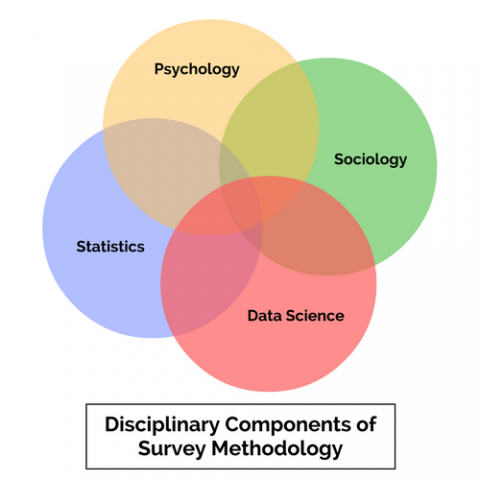 Psychology
Sociology
Statistics
Data Science
Disciplinary Components of
Survey Methodology